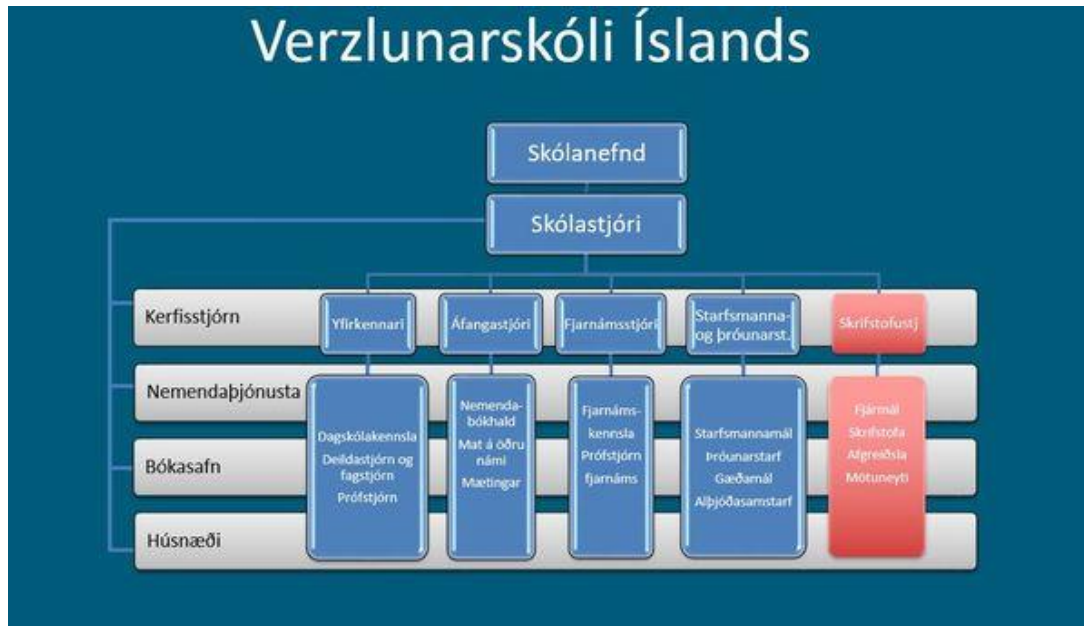 Verzlunarskóli Íslands
Skólanefnd
Skólastjóri
Kerfisstjórn
Yfirkennari
Áfangastjóri
Fjarnámsstjóri
Starfsmanna-
og þróunarst.
Skrifstofustj
Nemendaþjónusta
Bókasafn
Húsnæði
Dagskólakennsla
Deildastjórn og
fagstjórn
Prófstjórn
Nemenda-
bókhald
Mat á öðru
námi
Mætingar
Fjarnáms-
kennsla
Prófstjórn
fjarnáms
Starfsmannamál
Þróunarstarf
Gæðamál
Alþjóðasamstarf
Fjármál
Skrifstofa
Afgreiðsla
Mötuneyti